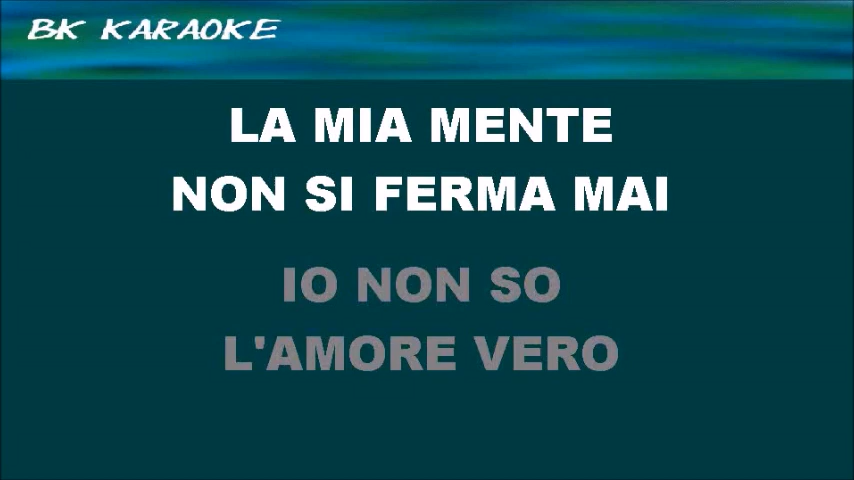 BK KARAOKE
LA MIA MENTE
NON SI FERMA MAI
IO NON SO
L'AMORE VERO